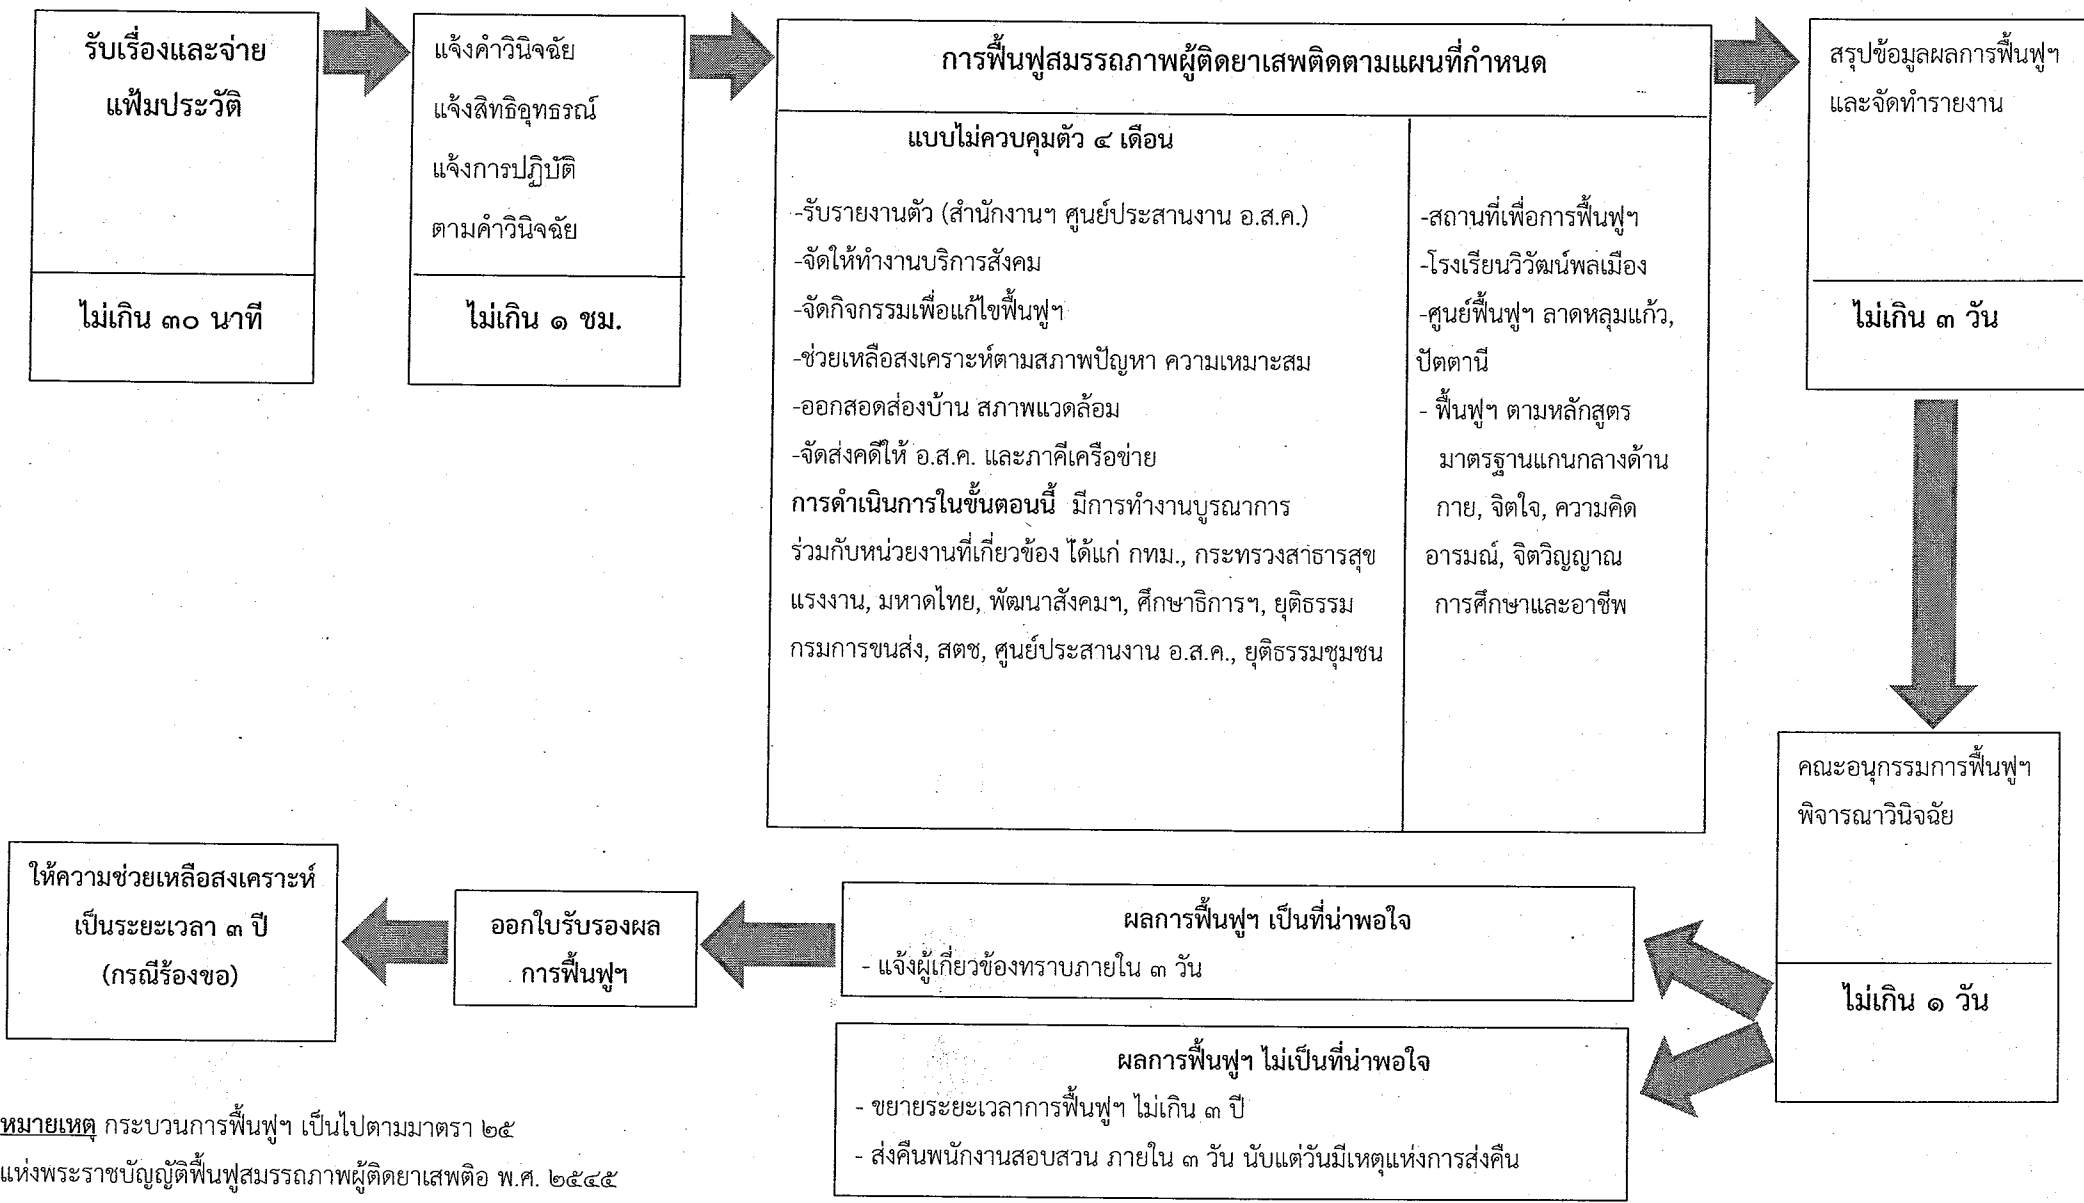 รับเรื่องและจ่าย
แฟ้มประวัติ
ไม่เกิน ๓๐ นาที
แจ้งคำวินิจฉัย
แจ้งสิทธิอุทธรณ์
แจ้งการปฏิบัติ
ตามคำวินิจฉัย
ไม่เกิน ๑ ชม.
การฟื้นฟูสมรรถภาพผู้ติดยาเสพติดตามแผนที่กำหนด
แบบไม่ควบคุมตัว ๔ เดือน
-รับรายงานตัว (สำนักงานฯ ศูนย์ประสานงาน อ.ส.ค.)
-จัดให้ทำงานบริการสังคม
-จัดกิจกรรมเพื่อแก้ไขฟื้นฟูฯ
-ช่วยเหลือสงเคราะห์ตามสภาพปัญหา ความเหมาะสม
-ออกสอดส่องบ้าน สภาพแวดล้อม
-จัดส่งคดีให้ อ.ส.ค. และภาคีเครือข่าย
การดำเนินการในขั้นตอนนี้ มีการทำงานบูรณาการ
ร่วมกับหน่วยงานที่เกี่ยวข้อง ได้แก่ กทม., กระทรวงสาธารสุข
แรงงาน, มหาดไทย, พัฒนาสังคมฯ, ศึกษาธิการฯ, ยุติธรรม
กรมการขนส่ง, สตช, ศูนย์ประสานงาน อ.ส.ค., ยุติธรรมชุมชน
-สถานที่เพื่อการฟื้นฟูฯ
-โรงเรียนวิวัฒน์พลเมือง
-ศูนย์ฟื้นฟูฯ ลาดหลุมแก้ว,
ปัตตานี
- ฟื้นฟูฯ ตามหลักสูตร
มาตรฐานแกนกลางด้าน
กาย, จิตใจ, ความคิด
อารมณ์, จิตวิญญาณ
การศึกษาและอาชีพ
สรุปข้อมูลผลการฟื้นฟูฯ
และจัดทำรายงาน
ไม่เกิน ๓ วัน
คณะอนุกรรมการฟื้นฟูฯ
พิจารณาวินิจฉัย
ไม่เกิน ๑ วัน
ผลการฟื้นฟูฯ เป็นที่น่าพอใจ
- แจ้งผู้เกี่ยวข้องทราบภายใน ๓ วัน
ออกใบรับรองผล
การฟื้นฟูฯ
ให้ความช่วยเหลือสงเคราะห์
เป็นระยะเวลา ๓ ปี
(กรณีร้องขอ)
ผลการฟื้นฟูฯ ไม่เป็นที่น่าพอใจ
- ขยายระยะเวลาการฟื้นฟูฯ ไม่เกิน ๓ ปี
- ส่งคืนพนักงานสอบสวน ภายใน ๓ วัน นับแต่วันมีเหตุแห่งการส่งคืน
หมายเหตุ กระบวนการฟื้นฟูฯ เป็นไปตามมาตรา ๒๕
แห่งพระราชบัญญัติฟื้นฟูสมรรถภาพผู้ติดยาเสพติอ พ.ศ. ๒๕๔๕